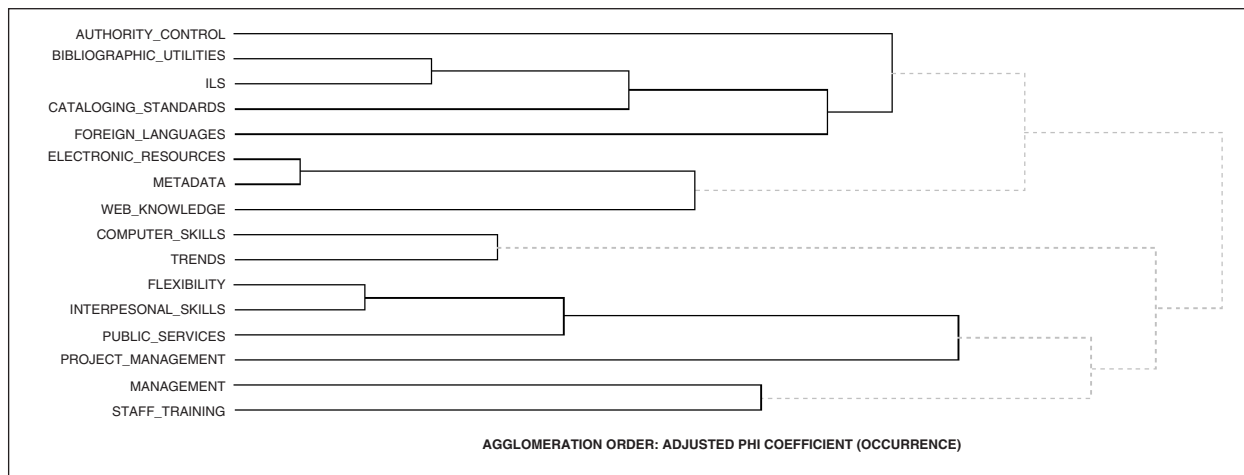 AUTHORITY_CONTROL
BIBLIOGRAPHIC_UTILITIES
ILS
CATALOGING_STANDARDS
FOREIGN_LANGUAGES
ELECTRONIC_RESOURCES
METADATA
WEB_KNOWLEDGE
COMPUTER_SKILLS
TRENDS
FLEXIBILITY
INTERPESONAL_SKILLS
PUBLIC_SERVICES
PROJECT_MANAGEMENT
MANAGEMENT
STAFF_TRAINING
AGGLOMERATION ORDER: ADJUSTED PHI COEFFICIENT (OCCURRENCE)